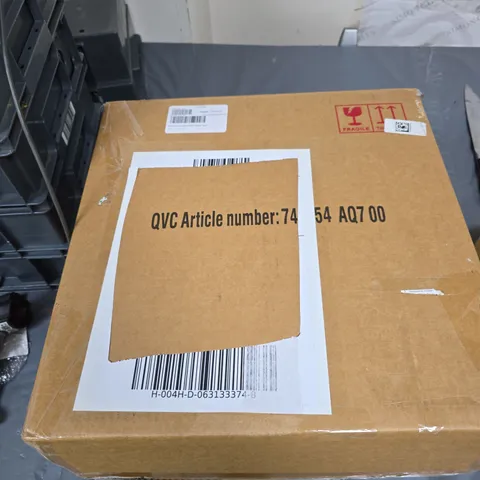 FRAGILE
QVC Article number: 74 54 AQ7 00
H-004H-D-063133374-B